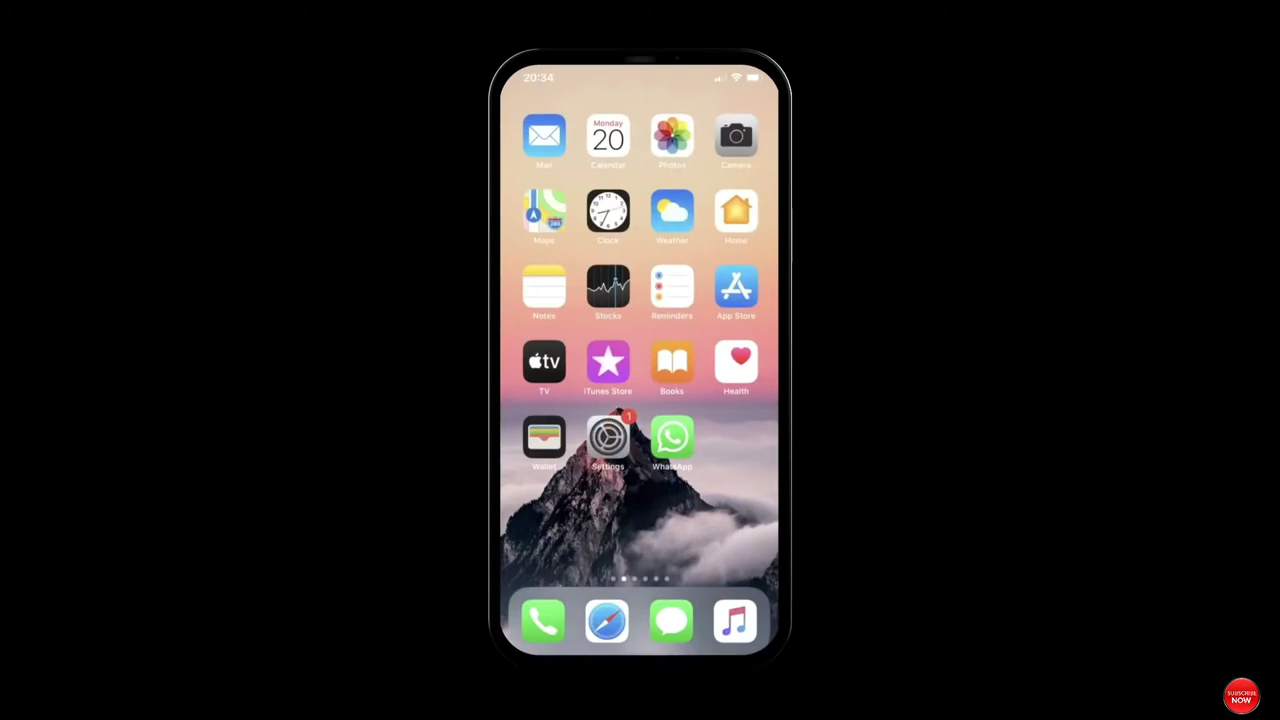 20:34
Monday
20
Mail
Calendar
Photos
Camera
280
Maps
Clock
Weather
Home
Notes
Stocks
Reminders
App Store
tv
TV
iTunes Store
Books
Health
1
Wallet
Settings
WhatsApp
SUBSCRIBE
NOW